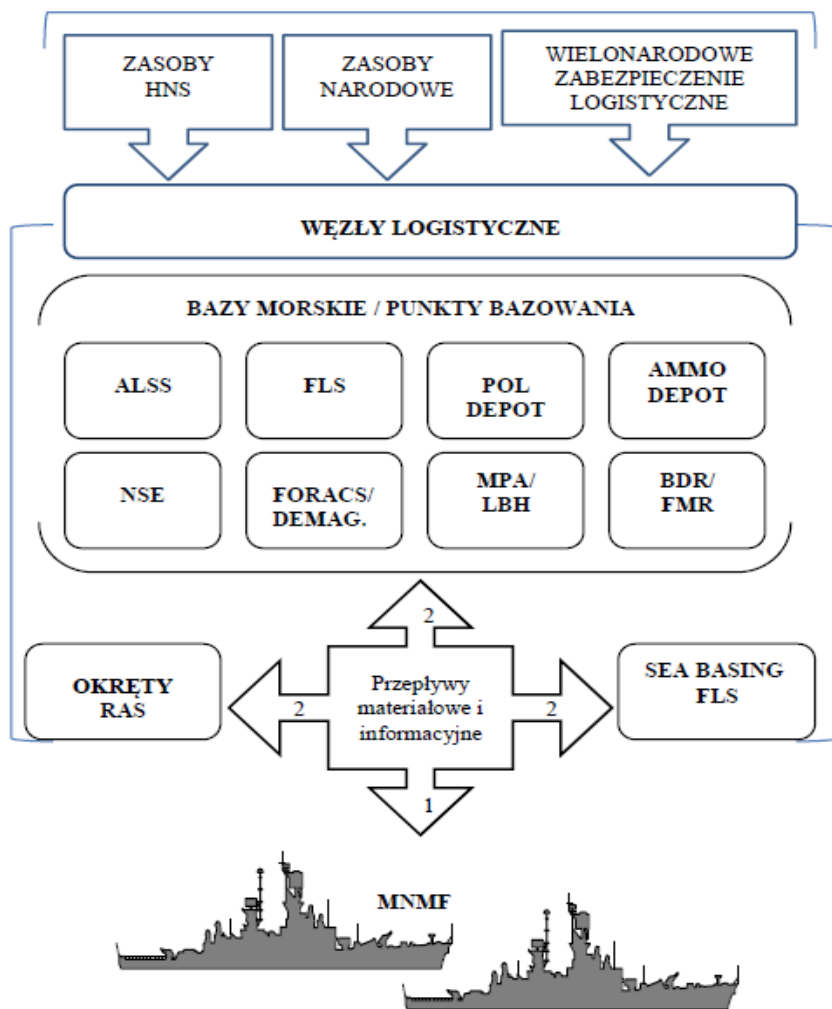 ZASOBY
HNS
ZASOBY
NARODOWE
WIELONARODOWE
ZABEZPIECZENIE
LOGISTYCZNE
WĘZŁY LOGISTYCZNE
BAZY MORSKIE / PUNKTY BAZOWANIA
ALSS
FLS
POL
DEPOT
AMMO
DEPOT
NSE
FORACS/
DEMAG.
MPA/
LBH
BDR/
FMR
2
OKRĘTY
RAS
2
Przepływy
materiałowe i
informacyjne
2
SEA BASING
FLS
1
MNMF